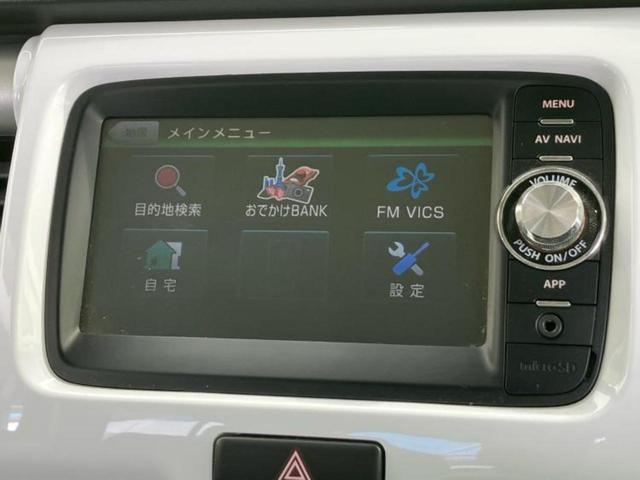 地図 メインメニュー
目的地検索 おでかけBANK FM VICS
自宅 設定
MENU
AV NAVI
VOLUME
PUSH ON/OFF
APP
microSD